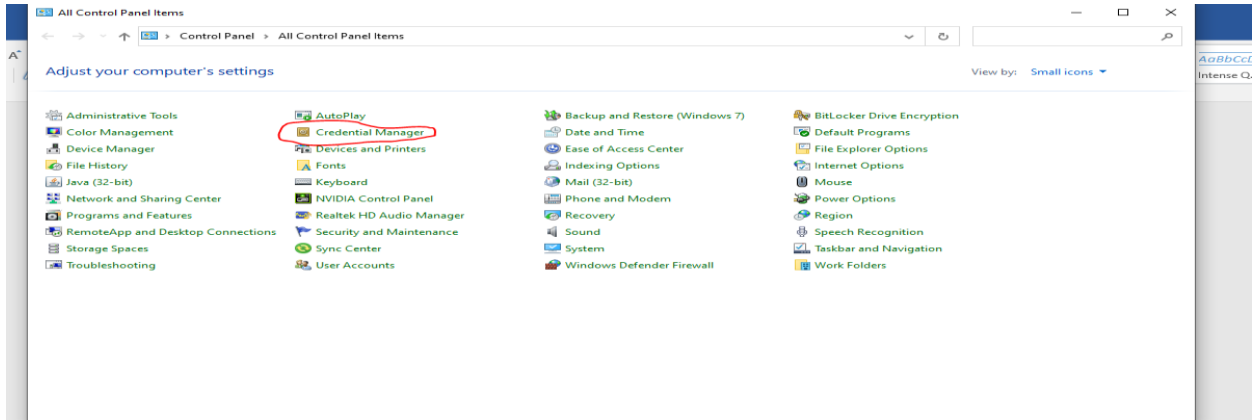 All Control Panel Items
Control Panel > All Control Panel Items
Adjust your computer's settings
View by: Small icons
Administrative Tools
AutoPlay
Backup and Restore (Windows 7)
BitLocker Drive Encryption
Color Management
Credential Manager
Date and Time
Default Programs
Device Manager
Devices and Printers
Ease of Access Center
File Explorer Options
File History
Fonts
Indexing Options
Internet Options
Java (32-bit)
Keyboard
Mail (32-bit)
Mouse
Network and Sharing Center
NVIDIA Control Panel
Phone and Modem
Power Options
Programs and Features
Realtek HD Audio Manager
Recovery
Region
RemoteApp and Desktop Connections
Security and Maintenance
Sound
Speech Recognition
Storage Spaces
Sync Center
System
Taskbar and Navigation
Troubleshooting
User Accounts
Windows Defender Firewall
Work Folders
A
AaBbCcD
Intense Q